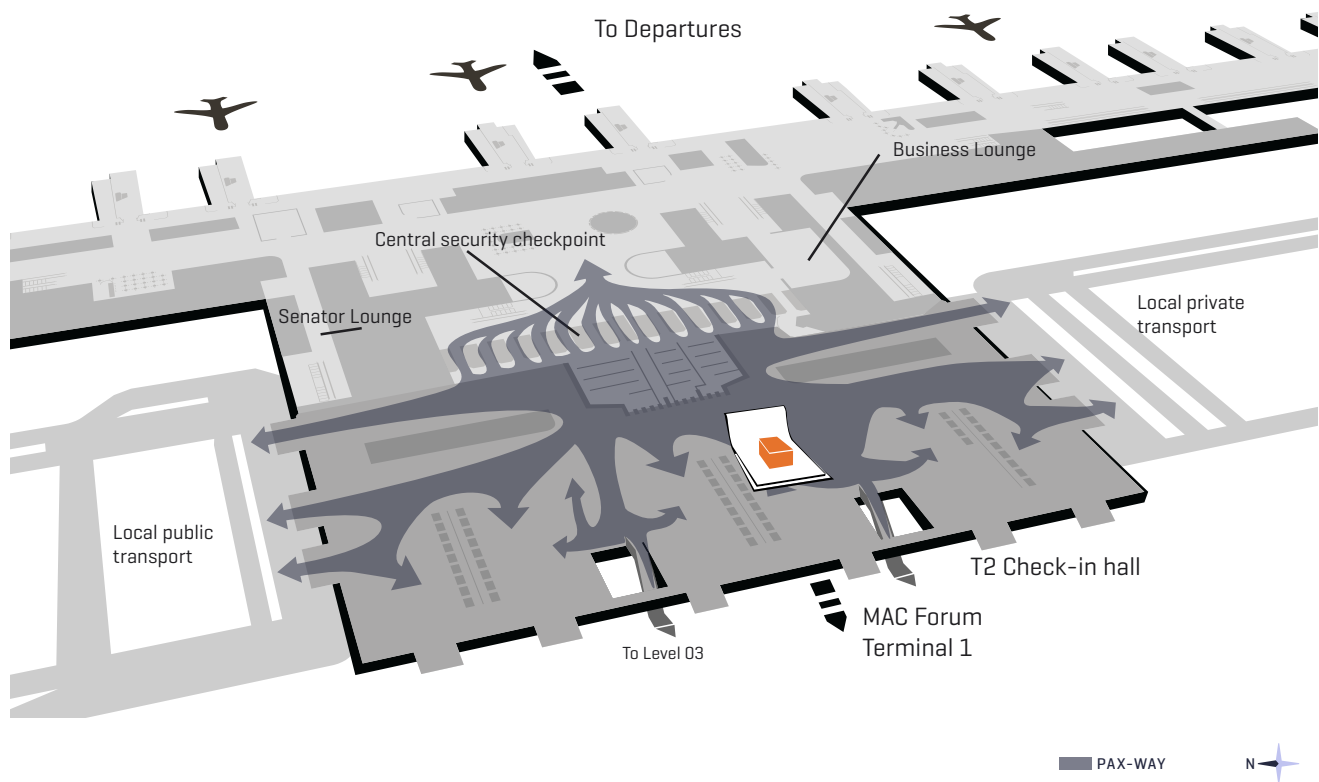 To Departures
Business Lounge
Central security checkpoint
Senator Lounge
Local private
transport
Local public
transport
T2 Check-in hall
MAC Forum
Terminal 1
To Level 03
PAX-WAY
N